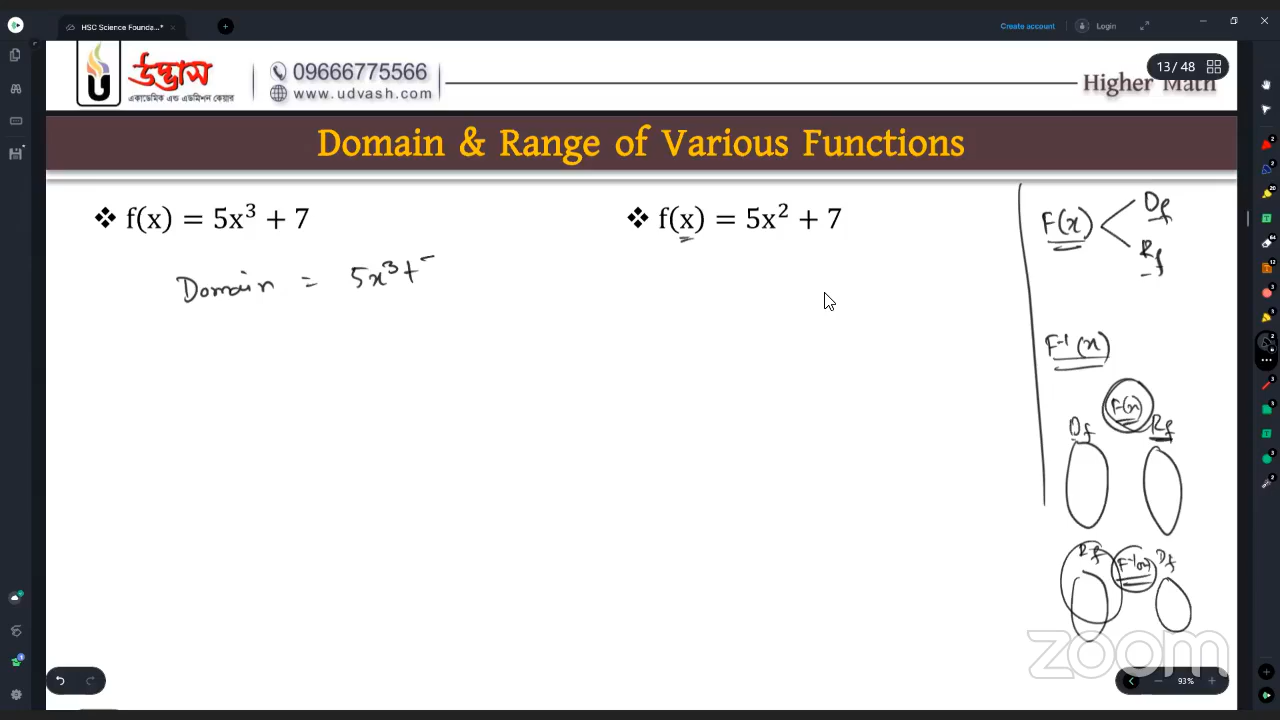 HSC Science Founda...*
Create account
Login
উদ্ভাস
একাডেমিক এন্ড এডমিশন কেয়ার
09666775566
www.udvash.com
13/ 48
Higher Math
Domain & Range of Various Functions
❖ f(x) = 5x³ + 7
❖ f(x) = 5x² + 7
Domain = 5x³+
F(x)
Df
Rf
F⁻¹(x)
F(x)
Df
Rf
Rf
F⁻¹(x)
Df
zoom
93%